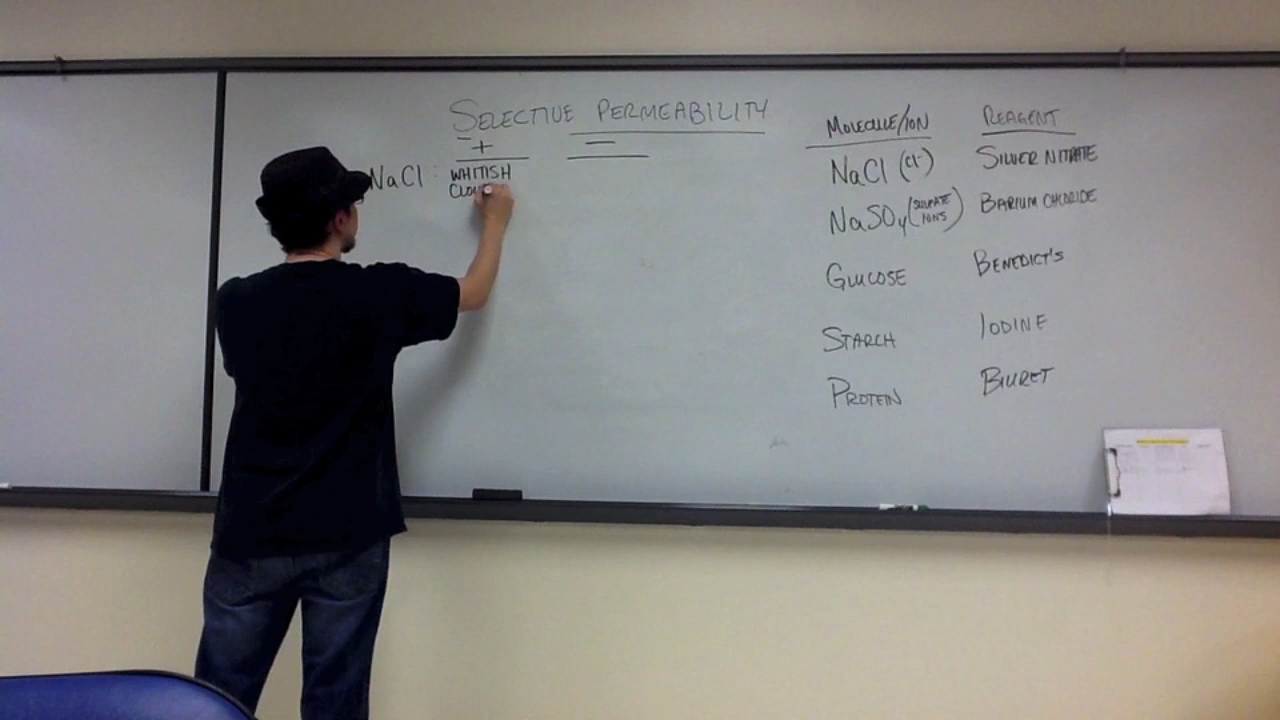 SELECTIVE PERMEABILITY
+ −
NaCl : WHITISH
MOLECULE/ION REAGENT
NaCl (Cl⁻) SILVER NITRATE
NaSO₄ (SULFATE IONS) BARIUM CHLORIDE
GLUCOSE BENEDICT'S
STARCH IODINE
PROTEIN BIURET